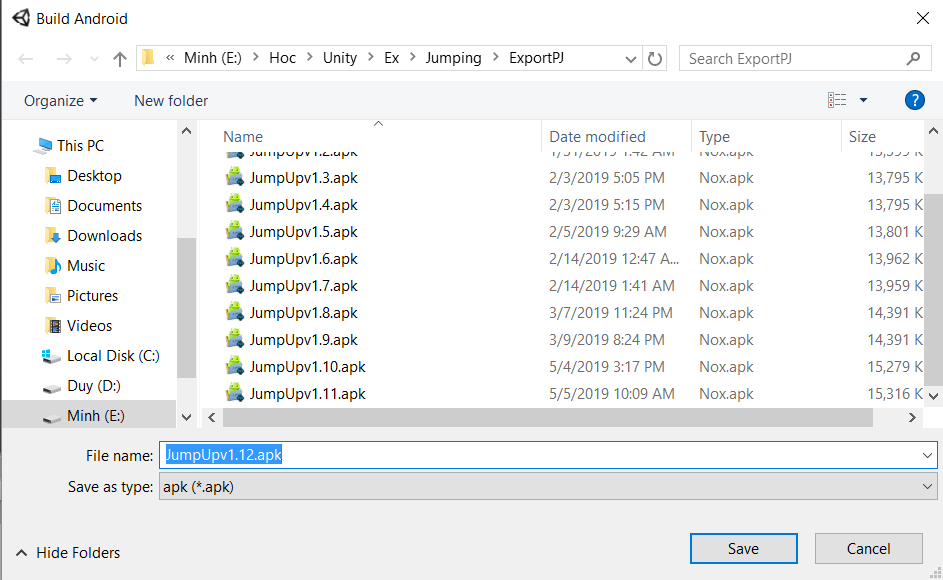 Build Android
« Minh (E:) > Hoc > Unity > Ex > Jumping > ExportPJ
Search ExportPJ
Organize New folder ?
Name Date modified Type Size
This PC
Desktop
Documents
Downloads
Music
Pictures
Videos
Local Disk (C:)
Duy (D:)
Minh (E:)
JumpUpv1.2.apk 1/31/2019 1:42 AM Nox.apk 13,599 K
JumpUpv1.3.apk 2/3/2019 5:05 PM Nox.apk 13,795 K
JumpUpv1.4.apk 2/3/2019 5:15 PM Nox.apk 13,795 K
JumpUpv1.5.apk 2/5/2019 9:29 AM Nox.apk 13,801 K
JumpUpv1.6.apk 2/14/2019 12:47 A... Nox.apk 13,962 K
JumpUpv1.7.apk 2/14/2019 1:41 AM Nox.apk 13,959 K
JumpUpv1.8.apk 3/7/2019 11:24 PM Nox.apk 14,391 K
JumpUpv1.9.apk 3/9/2019 8:24 PM Nox.apk 14,391 K
JumpUpv1.10.apk 5/4/2019 3:17 PM Nox.apk 15,279 K
JumpUpv1.11.apk 5/5/2019 10:09 AM Nox.apk 15,316 K
File name: JumpUpv1.12.apk
Save as type: apk (*.apk)
Hide Folders Save Cancel